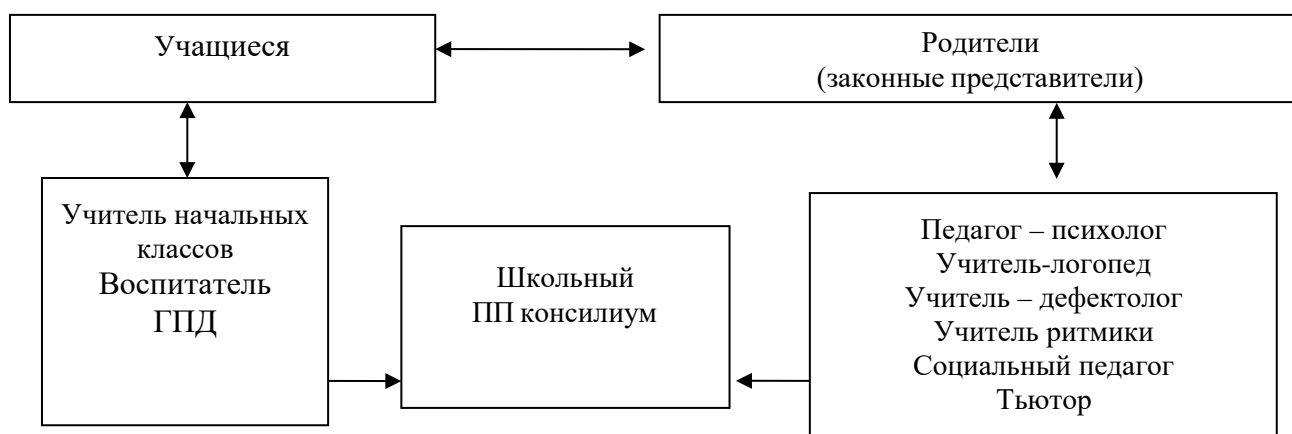 Учащиеся
Родители
(законные представители)
Учитель начальных
классов
Воспитатель
ГПД
Школьный
ПП консилиум
Педагог – психолог
Учитель-логопед
Учитель – дефектолог
Учитель ритмики
Социальный педагог
Тьютор